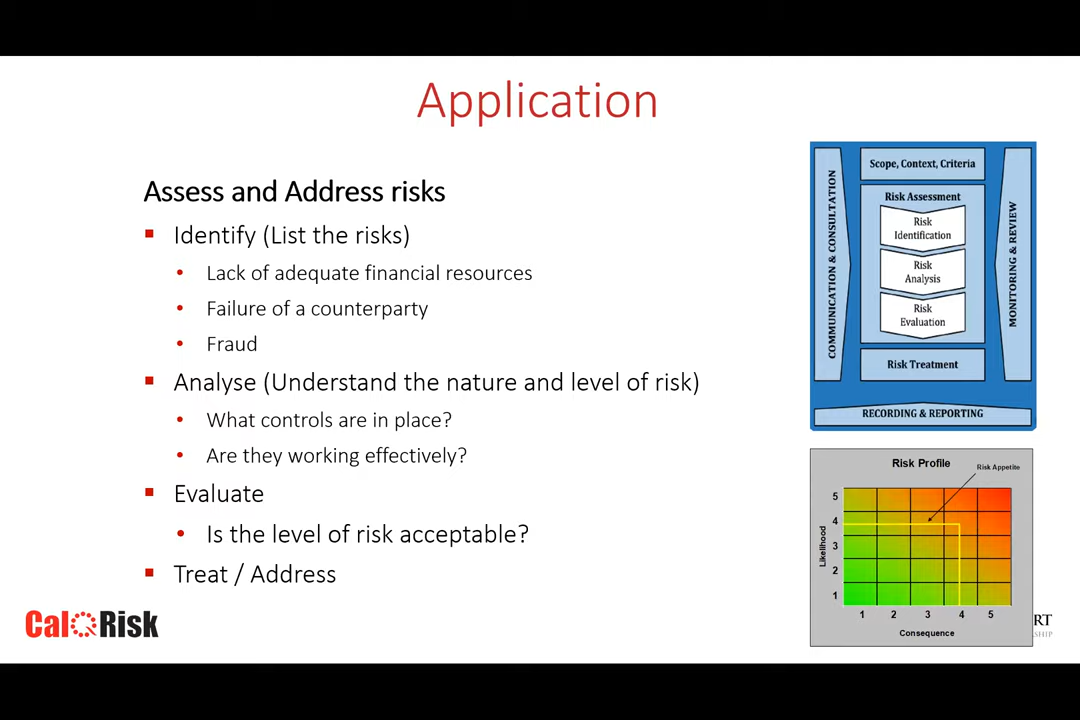 Application
Assess and Address risks
Identify (List the risks)
Lack of adequate financial resources
Failure of a counterparty
Fraud
Analyse (Understand the nature and level of risk)
What controls are in place?
Are they working effectively?
Evaluate
Is the level of risk acceptable?
Treat / Address
CalQRisk
Scope, Context, Criteria
Risk Assessment
Risk
Identification
Risk
Analysis
Risk
Evaluation
Risk Treatment
COMMUNICATION & CONSULTATION
MONITORING & REVIEW
RECORDING & REPORTING
Risk Profile
Risk Appetite
Likelihood
5
4
3
2
1
1 2 3 4 5
Consequence
RT
SHIP